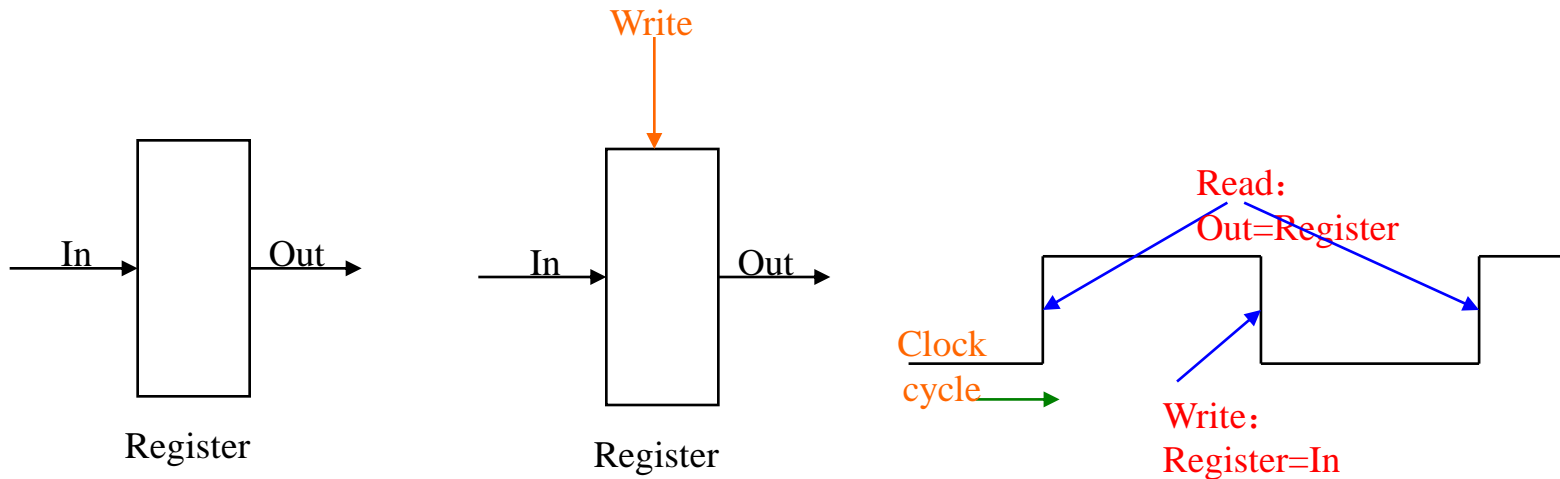 In
Out
Register
Write
In
Out
Register
Read：
Out=Register
Clock
cycle
Write：
Register=In